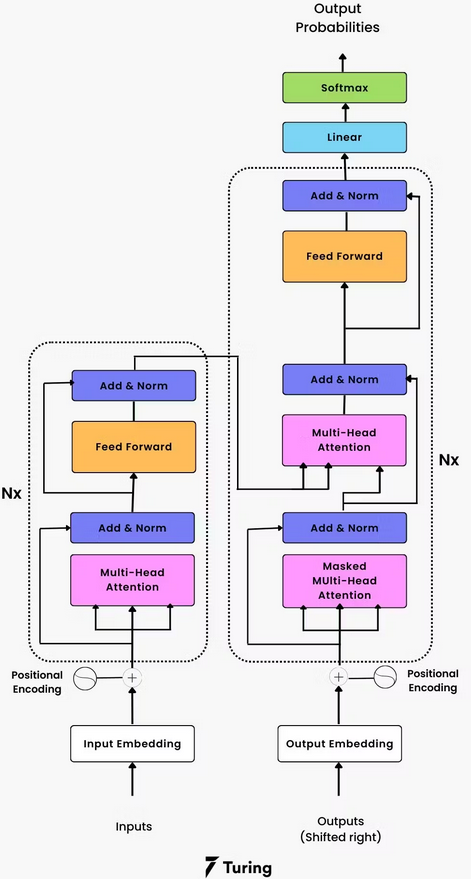 Output
Probabilities
Softmax
Linear
Add & Norm
Feed Forward
Add & Norm
Multi-Head
Attention
Nx
Add & Norm
Masked
MUlti-Head
Attention
Positional
Encoding
Output Embedding
Outputs
(Shifted right)
Add & Norm
Feed Forward
Nx
Add & Norm
Multi-Head
Attention
Positional
Encoding
Input Embedding
Inputs
Turing